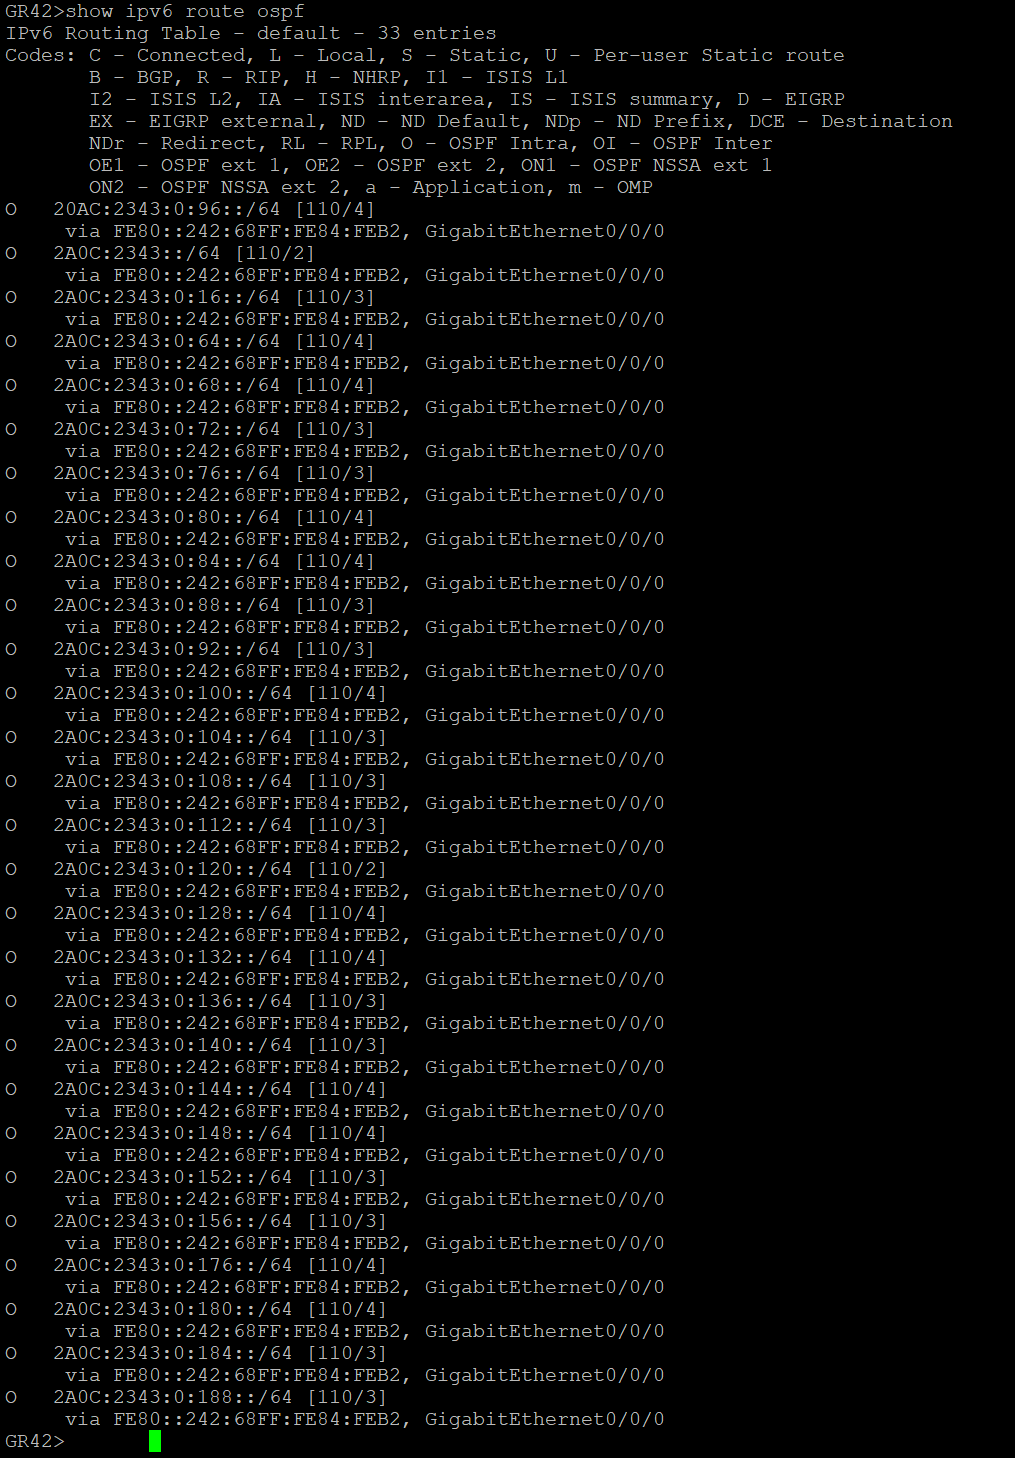 GR42>show ipv6 route ospf
IPv6 Routing Table - default - 33 entries
Codes: C - Connected, L - Local, S - Static, U - Per-user Static route
       B - BGP, R - RIP, H - NHRP, I1 - ISIS L1
       I2 - ISIS L2, IA - ISIS interarea, IS - ISIS summary, D - EIGRP
       EX - EIGRP external, ND - ND Default, NDp - ND Prefix, DCE - Destination
       NDr - Redirect, RL - RPL, O - OSPF Intra, OI - OSPF Inter
       OE1 - OSPF ext 1, OE2 - OSPF ext 2, ON1 - OSPF NSSA ext 1
       ON2 - OSPF NSSA ext 2, a - Application, m - OMP
O   20AC:2343:0:96::/64 [110/4]
     via FE80::242:68FF:FE84:FEB2, GigabitEthernet0/0/0
O   2A0C:2343::/64 [110/2]
     via FE80::242:68FF:FE84:FEB2, GigabitEthernet0/0/0
O   2A0C:2343:0:16::/64 [110/3]
     via FE80::242:68FF:FE84:FEB2, GigabitEthernet0/0/0
O   2A0C:2343:0:64::/64 [110/4]
     via FE80::242:68FF:FE84:FEB2, GigabitEthernet0/0/0
O   2A0C:2343:0:68::/64 [110/4]
     via FE80::242:68FF:FE84:FEB2, GigabitEthernet0/0/0
O   2A0C:2343:0:72::/64 [110/3]
     via FE80::242:68FF:FE84:FEB2, GigabitEthernet0/0/0
O   2A0C:2343:0:76::/64 [110/3]
     via FE80::242:68FF:FE84:FEB2, GigabitEthernet0/0/0
O   2A0C:2343:0:80::/64 [110/4]
     via FE80::242:68FF:FE84:FEB2, GigabitEthernet0/0/0
O   2A0C:2343:0:84::/64 [110/4]
     via FE80::242:68FF:FE84:FEB2, GigabitEthernet0/0/0
O   2A0C:2343:0:88::/64 [110/3]
     via FE80::242:68FF:FE84:FEB2, GigabitEthernet0/0/0
O   2A0C:2343:0:92::/64 [110/3]
     via FE80::242:68FF:FE84:FEB2, GigabitEthernet0/0/0
O   2A0C:2343:0:100::/64 [110/4]
     via FE80::242:68FF:FE84:FEB2, GigabitEthernet0/0/0
O   2A0C:2343:0:104::/64 [110/3]
     via FE80::242:68FF:FE84:FEB2, GigabitEthernet0/0/0
O   2A0C:2343:0:108::/64 [110/3]
     via FE80::242:68FF:FE84:FEB2, GigabitEthernet0/0/0
O   2A0C:2343:0:112::/64 [110/3]
     via FE80::242:68FF:FE84:FEB2, GigabitEthernet0/0/0
O   2A0C:2343:0:120::/64 [110/2]
     via FE80::242:68FF:FE84:FEB2, GigabitEthernet0/0/0
O   2A0C:2343:0:128::/64 [110/4]
     via FE80::242:68FF:FE84:FEB2, GigabitEthernet0/0/0
O   2A0C:2343:0:132::/64 [110/4]
     via FE80::242:68FF:FE84:FEB2, GigabitEthernet0/0/0
O   2A0C:2343:0:136::/64 [110/3]
     via FE80::242:68FF:FE84:FEB2, GigabitEthernet0/0/0
O   2A0C:2343:0:140::/64 [110/3]
     via FE80::242:68FF:FE84:FEB2, GigabitEthernet0/0/0
O   2A0C:2343:0:144::/64 [110/4]
     via FE80::242:68FF:FE84:FEB2, GigabitEthernet0/0/0
O   2A0C:2343:0:148::/64 [110/4]
     via FE80::242:68FF:FE84:FEB2, GigabitEthernet0/0/0
O   2A0C:2343:0:152::/64 [110/3]
     via FE80::242:68FF:FE84:FEB2, GigabitEthernet0/0/0
O   2A0C:2343:0:156::/64 [110/3]
     via FE80::242:68FF:FE84:FEB2, GigabitEthernet0/0/0
O   2A0C:2343:0:176::/64 [110/4]
     via FE80::242:68FF:FE84:FEB2, GigabitEthernet0/0/0
O   2A0C:2343:0:180::/64 [110/4]
     via FE80::242:68FF:FE84:FEB2, GigabitEthernet0/0/0
O   2A0C:2343:0:184::/64 [110/3]
     via FE80::242:68FF:FE84:FEB2, GigabitEthernet0/0/0
O   2A0C:2343:0:188::/64 [110/3]
     via FE80::242:68FF:FE84:FEB2, GigabitEthernet0/0/0
GR42>